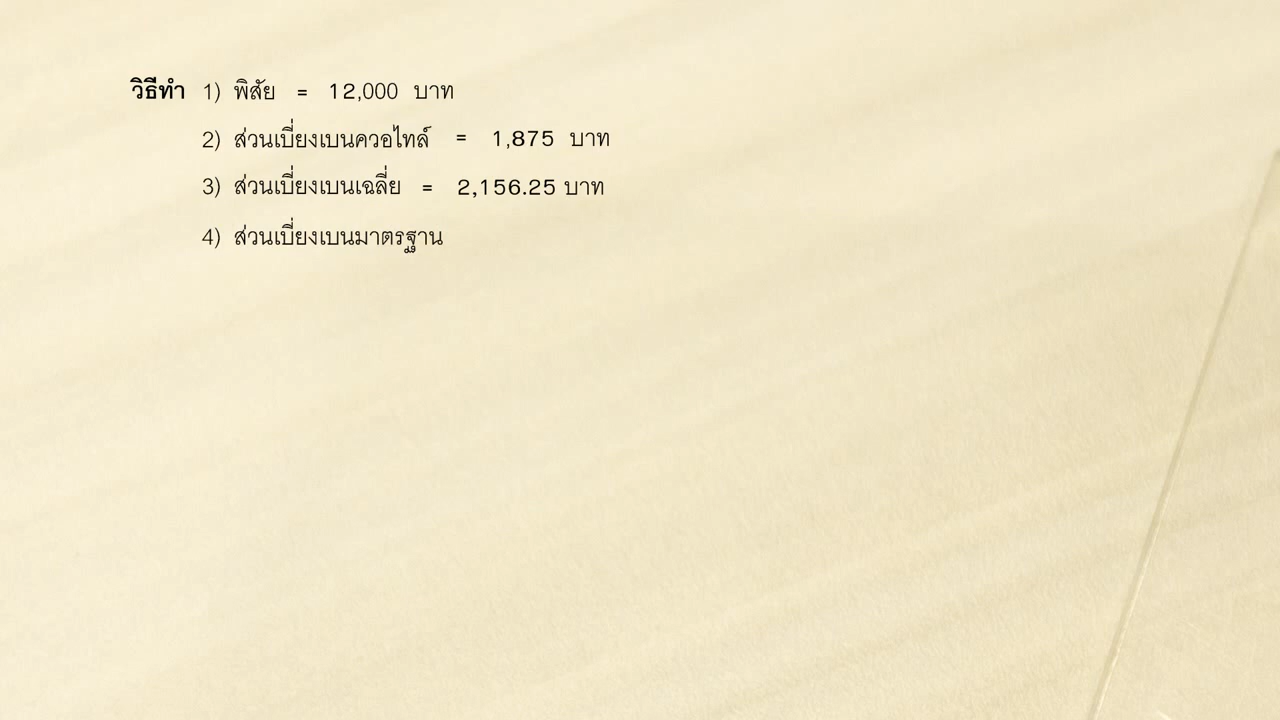 วิธีทำ 1) พิสัย = 12,000 บาท
2) ส่วนเบี่ยงเบนควอไทล์ = 1,875 บาท
3) ส่วนเบี่ยงเบนเฉลี่ย = 2,156.25 บาท
4) ส่วนเบี่ยงเบนมาตรฐาน